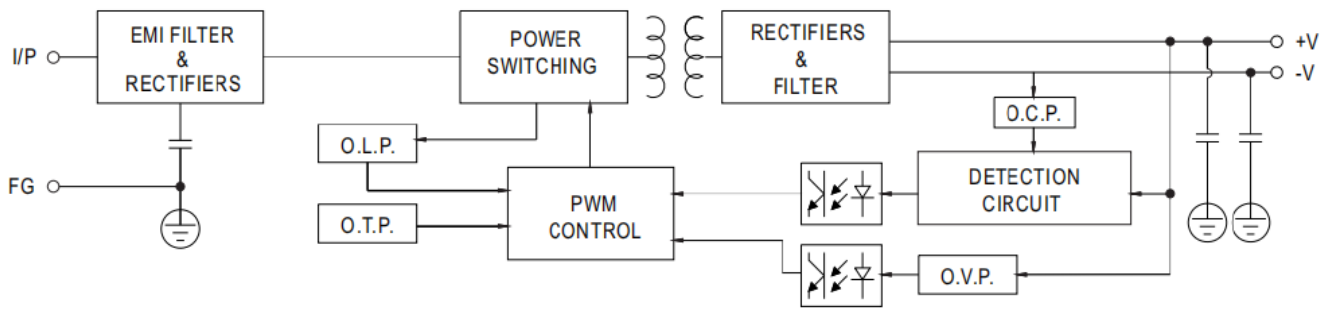 I/P
EMI FILTER
&
RECTIFIERS
POWER
SWITCHING
RECTIFIERS
&
FILTER
+V
-V
O.C.P.
O.L.P.
FG
O.T.P.
PWM
CONTROL
DETECTION
CIRCUIT
O.V.P.